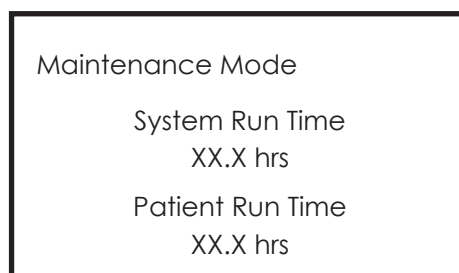 Maintenance Mode
System Run Time
XX.X hrs
Patient Run Time
XX.X hrs